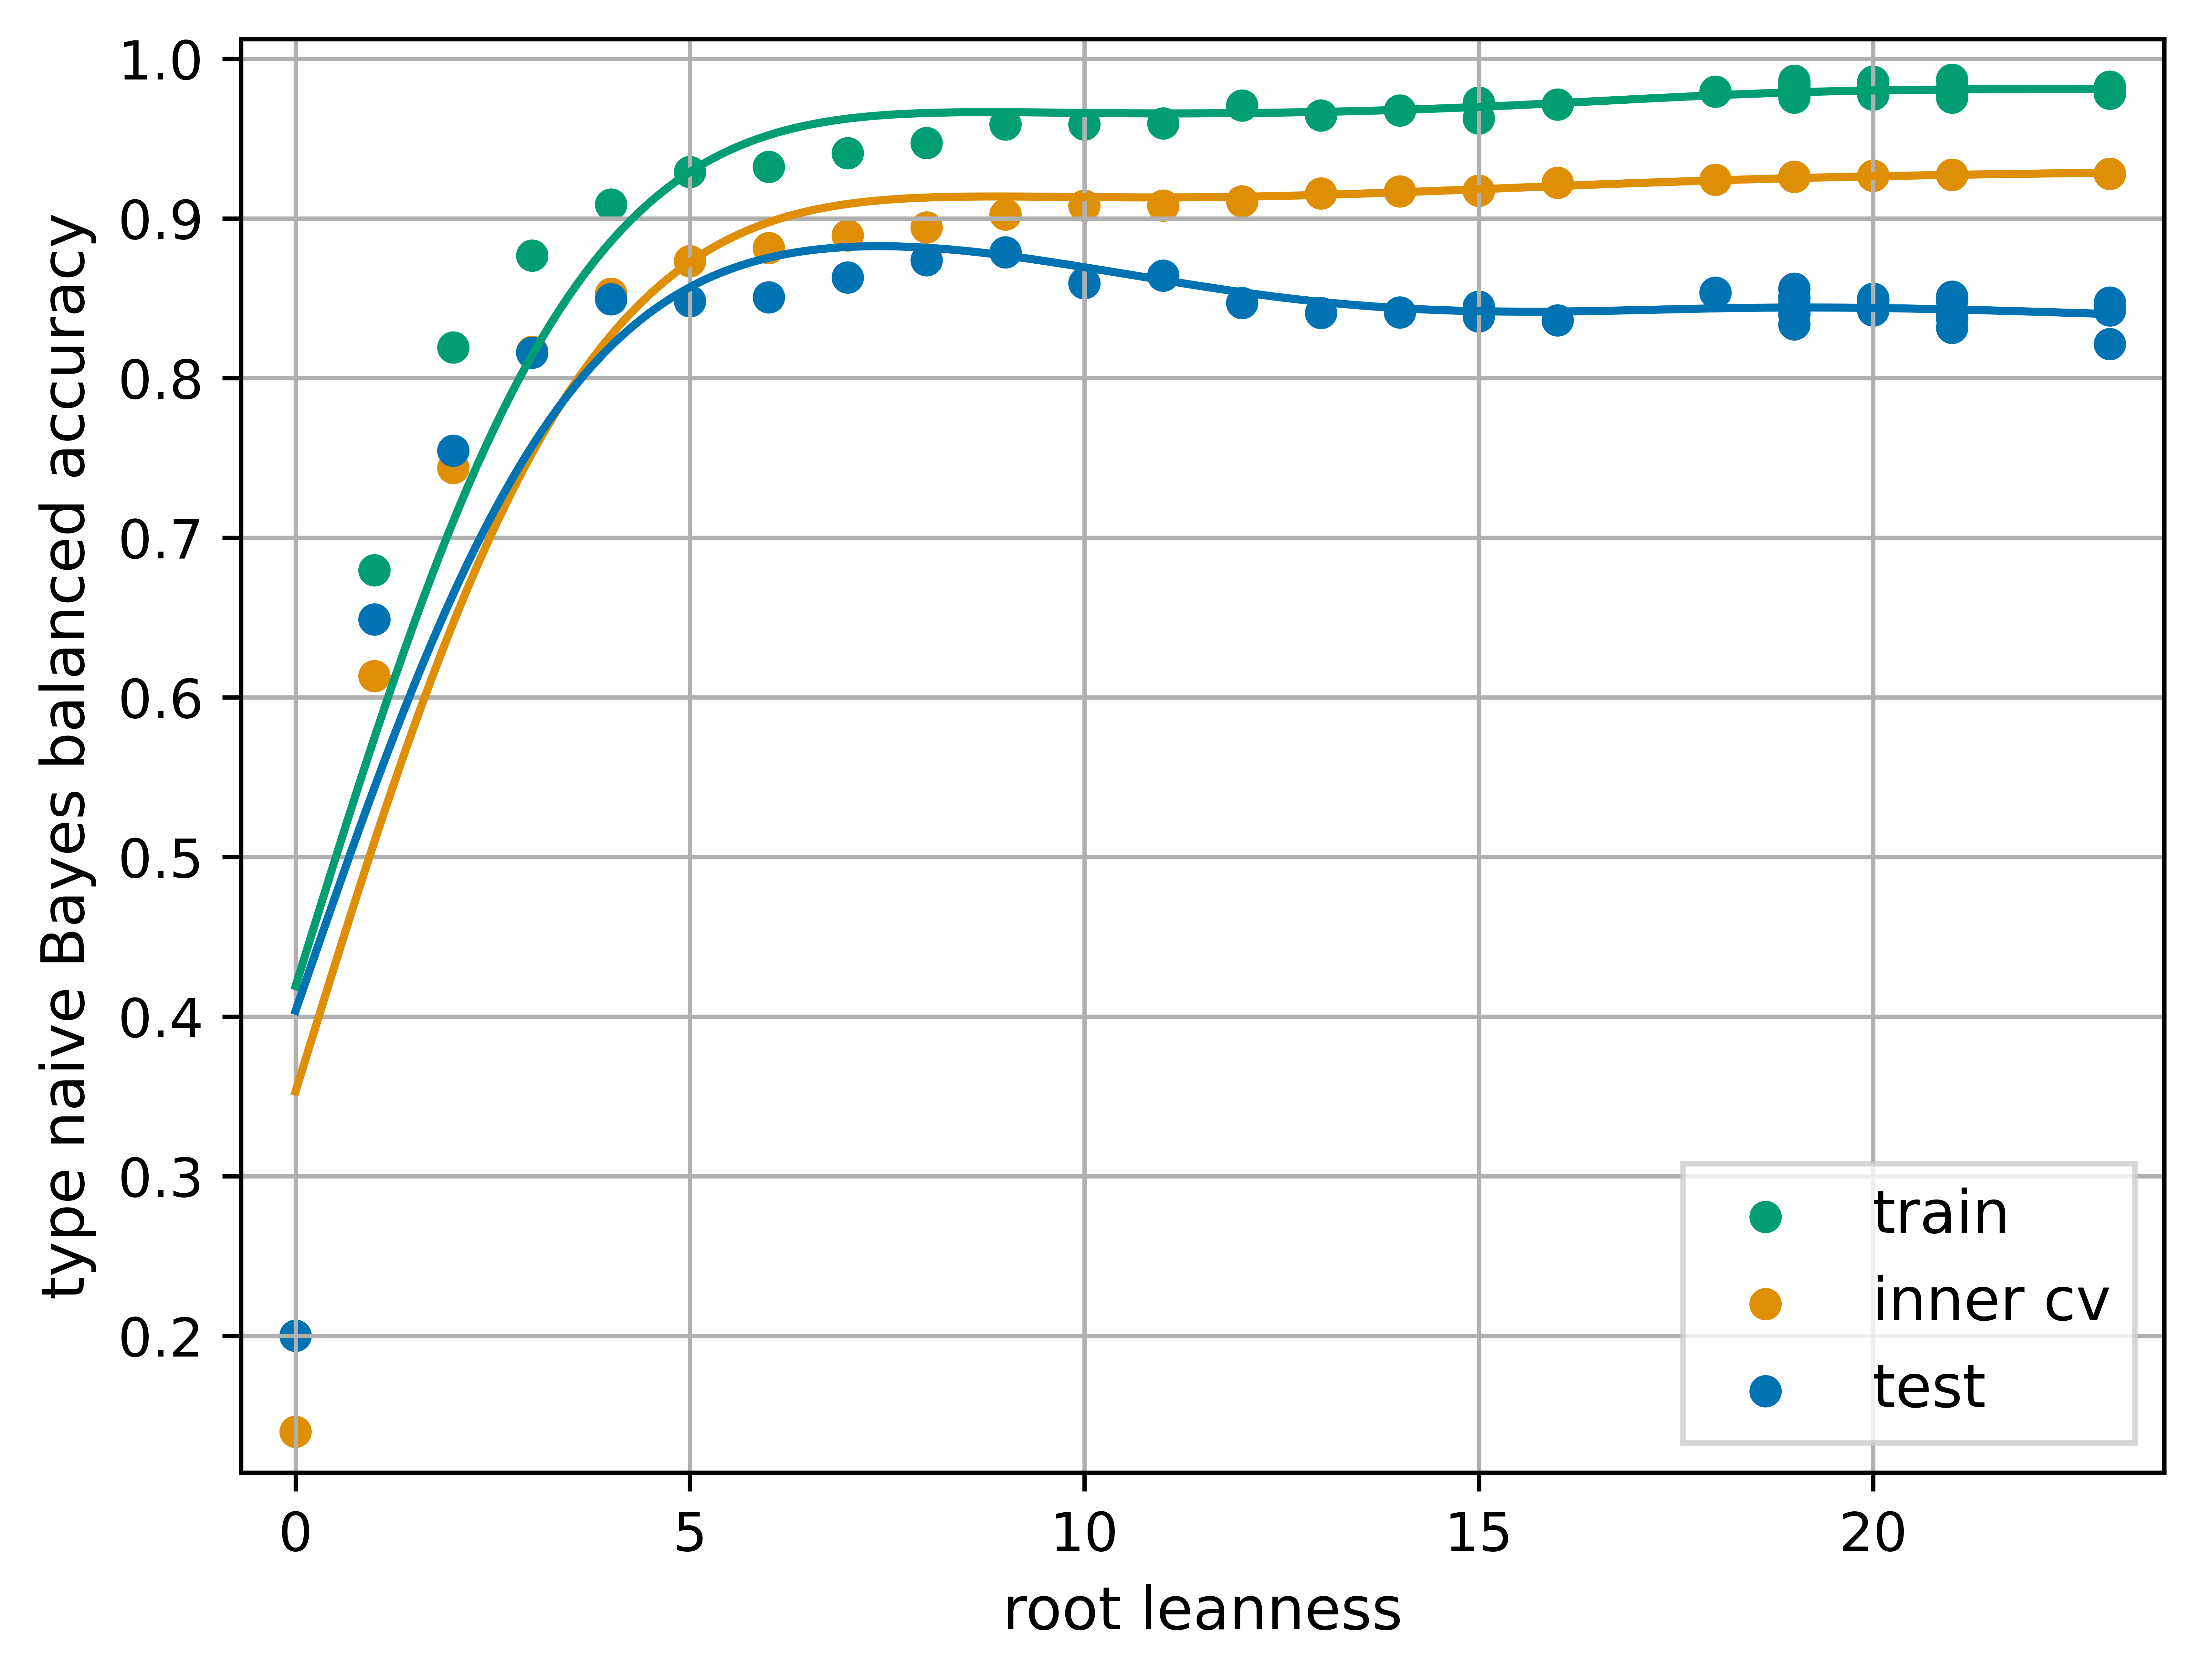 type naive Bayes balanced accuracy
1.0
0.9
0.8
0.7
0.6
0.5
0.4
0.3
0.2
train
inner cv
test
0 5 10 15 20
root leanness